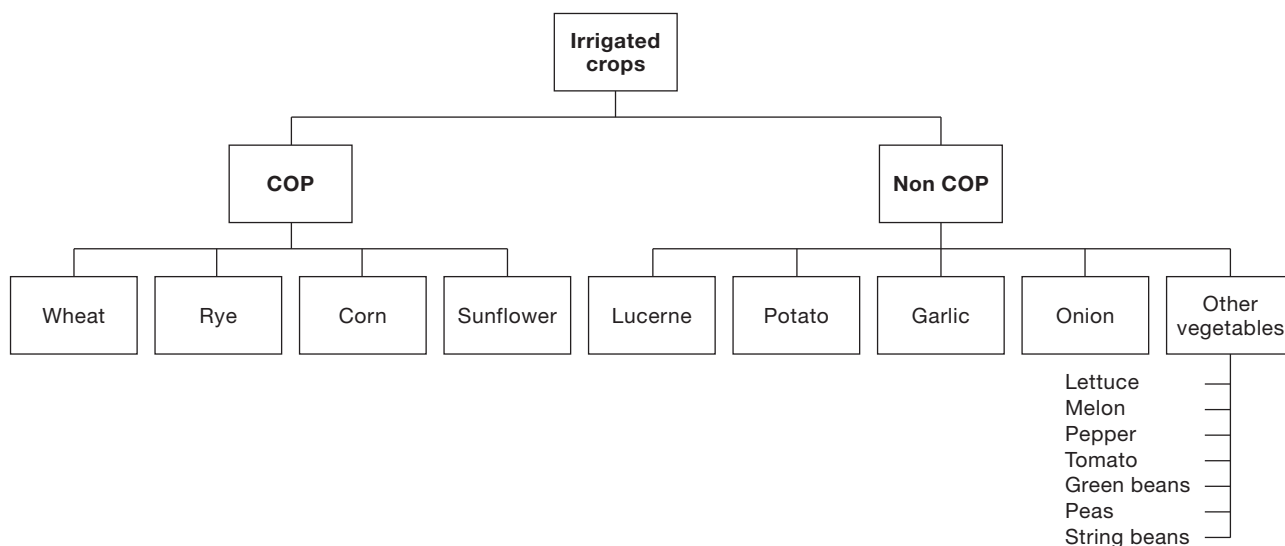 Irrigated
crops
COP
Non COP
Wheat
Rye
Corn
Sunflower
Lucerne
Potato
Garlic
Onion
Other
vegetables
Lettuce
Melon
Pepper
Tomato
Green beans
Peas
String beans